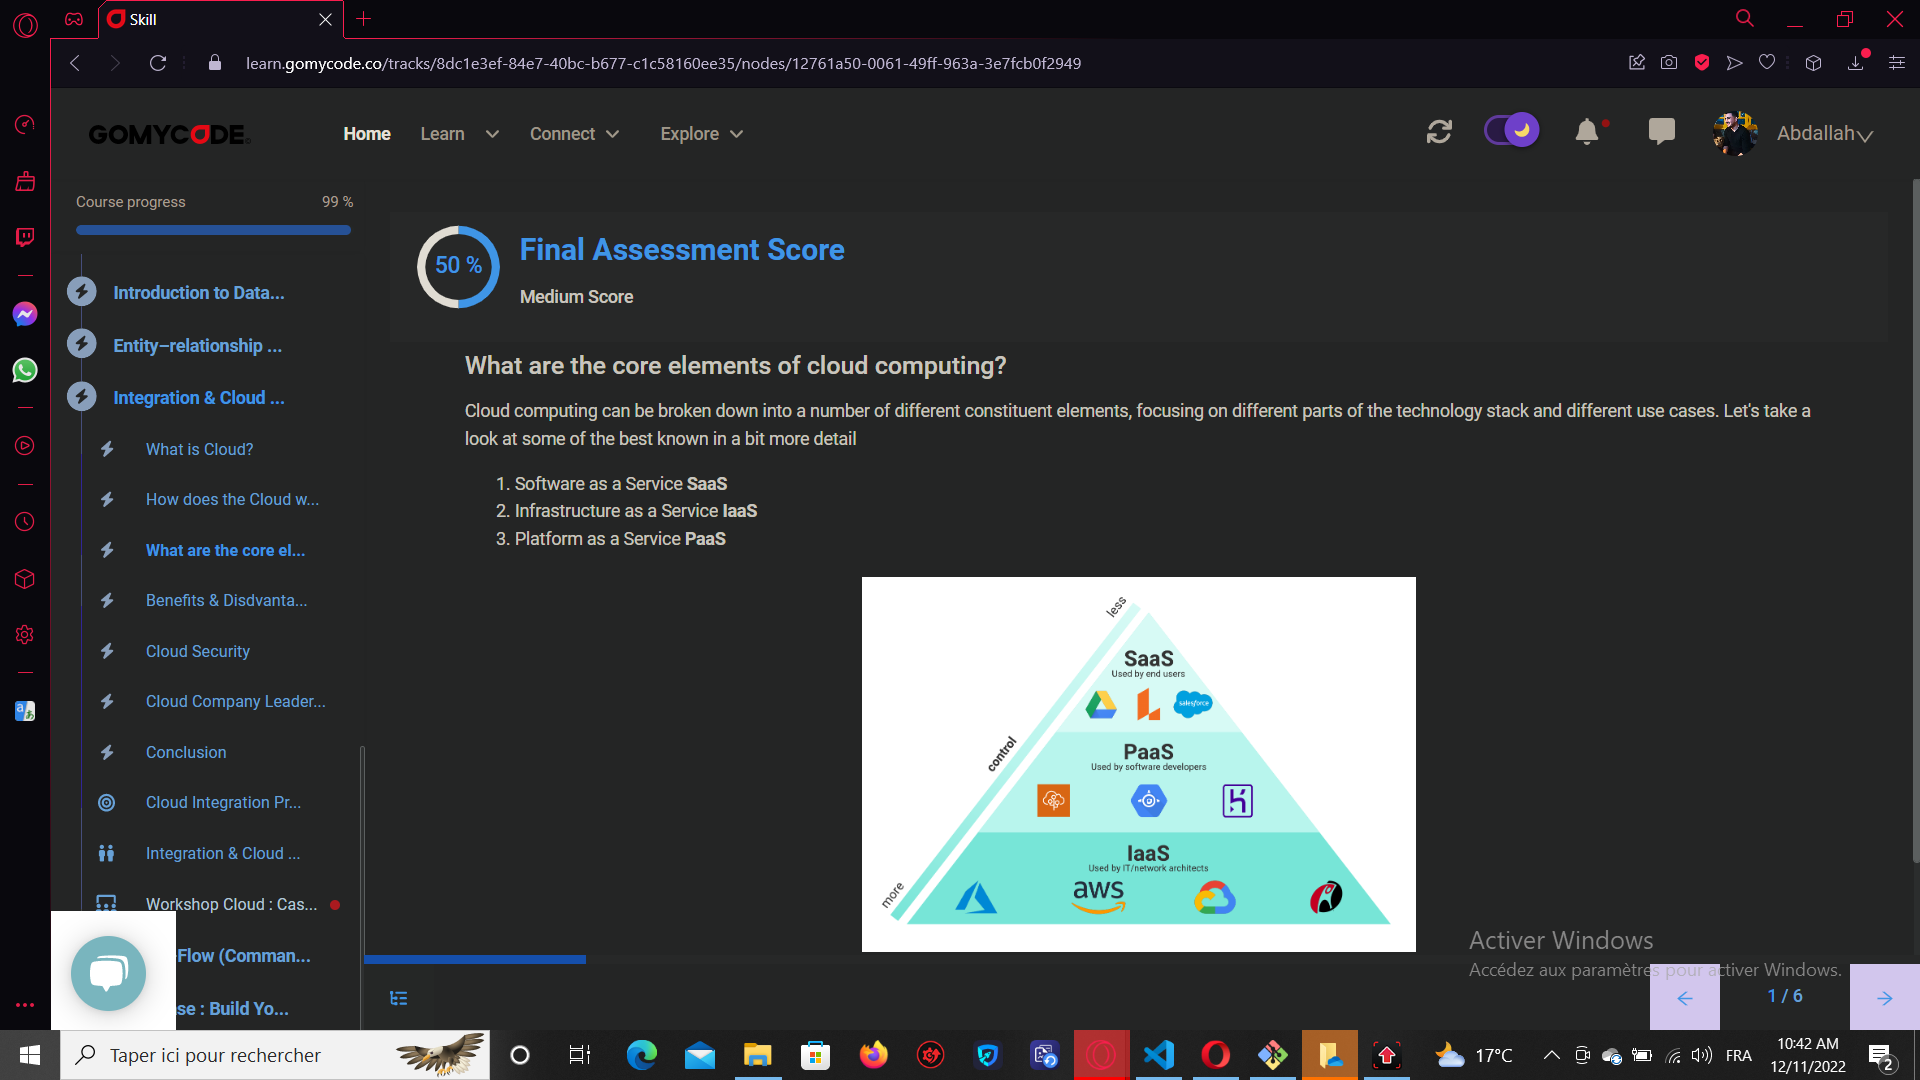 Skill
learn.gomycode.co/tracks/8dc1e3ef-84e7-40bc-b677-c1c58160ee35/nodes/12761a50-0061-49ff-963a-3e7fcb0f2949
GOMYCODE
Home
Learn
Connect
Explore
Abdallah
Course progress
99 %
Introduction to Data...
Entity–relationship ...
Integration & Cloud ...
What is Cloud?
How does the Cloud w...
What are the core el...
Benefits & Disdvanta...
Cloud Security
Cloud Company Leader...
Conclusion
Cloud Integration Pr...
Integration & Cloud ...
Workshop Cloud : Cas...
-Flow (Comman...
se : Build Yo...
50 %
Final Assessment Score
Medium Score
What are the core elements of cloud computing?
Cloud computing can be broken down into a number of different constituent elements, focusing on different parts of the technology stack and different use cases. Let's take a
look at some of the best known in a bit more detail
1. Software as a Service SaaS
2. Infrastructure as a Service IaaS
3. Platform as a Service PaaS
less
control
more
SaaS
Used by end users
salesforce
PaaS
Used by software developers
IaaS
Used by IT/network architects
aws
Activer Windows
Accédez aux paramètres pour activer Windows.
1 / 6
Taper ici pour rechercher
17°C
FRA
10:42 AM
12/11/2022
2